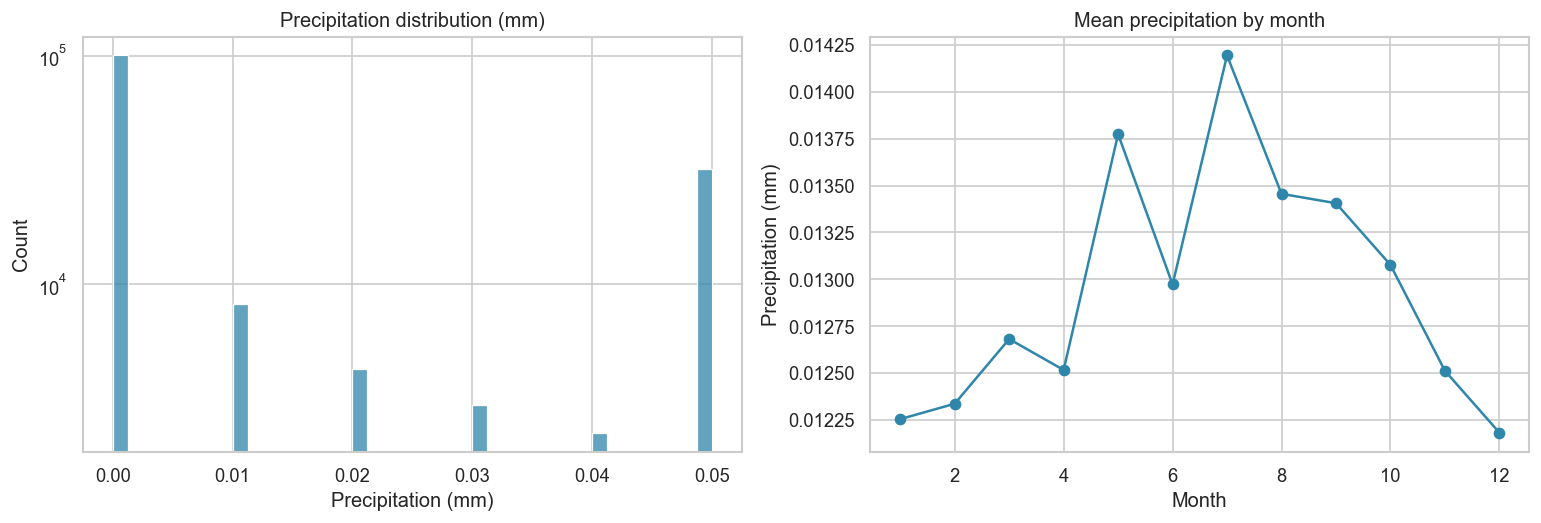 Precipitation distribution (mm)
10^5
10^4
Count
0.00 0.01 0.02 0.03 0.04 0.05
Precipitation (mm)
Mean precipitation by month
0.01425
0.01400
0.01375
0.01350
0.01325
0.01300
0.01275
0.01250
0.01225
Precipitation (mm)
2 4 6 8 10 12
Month